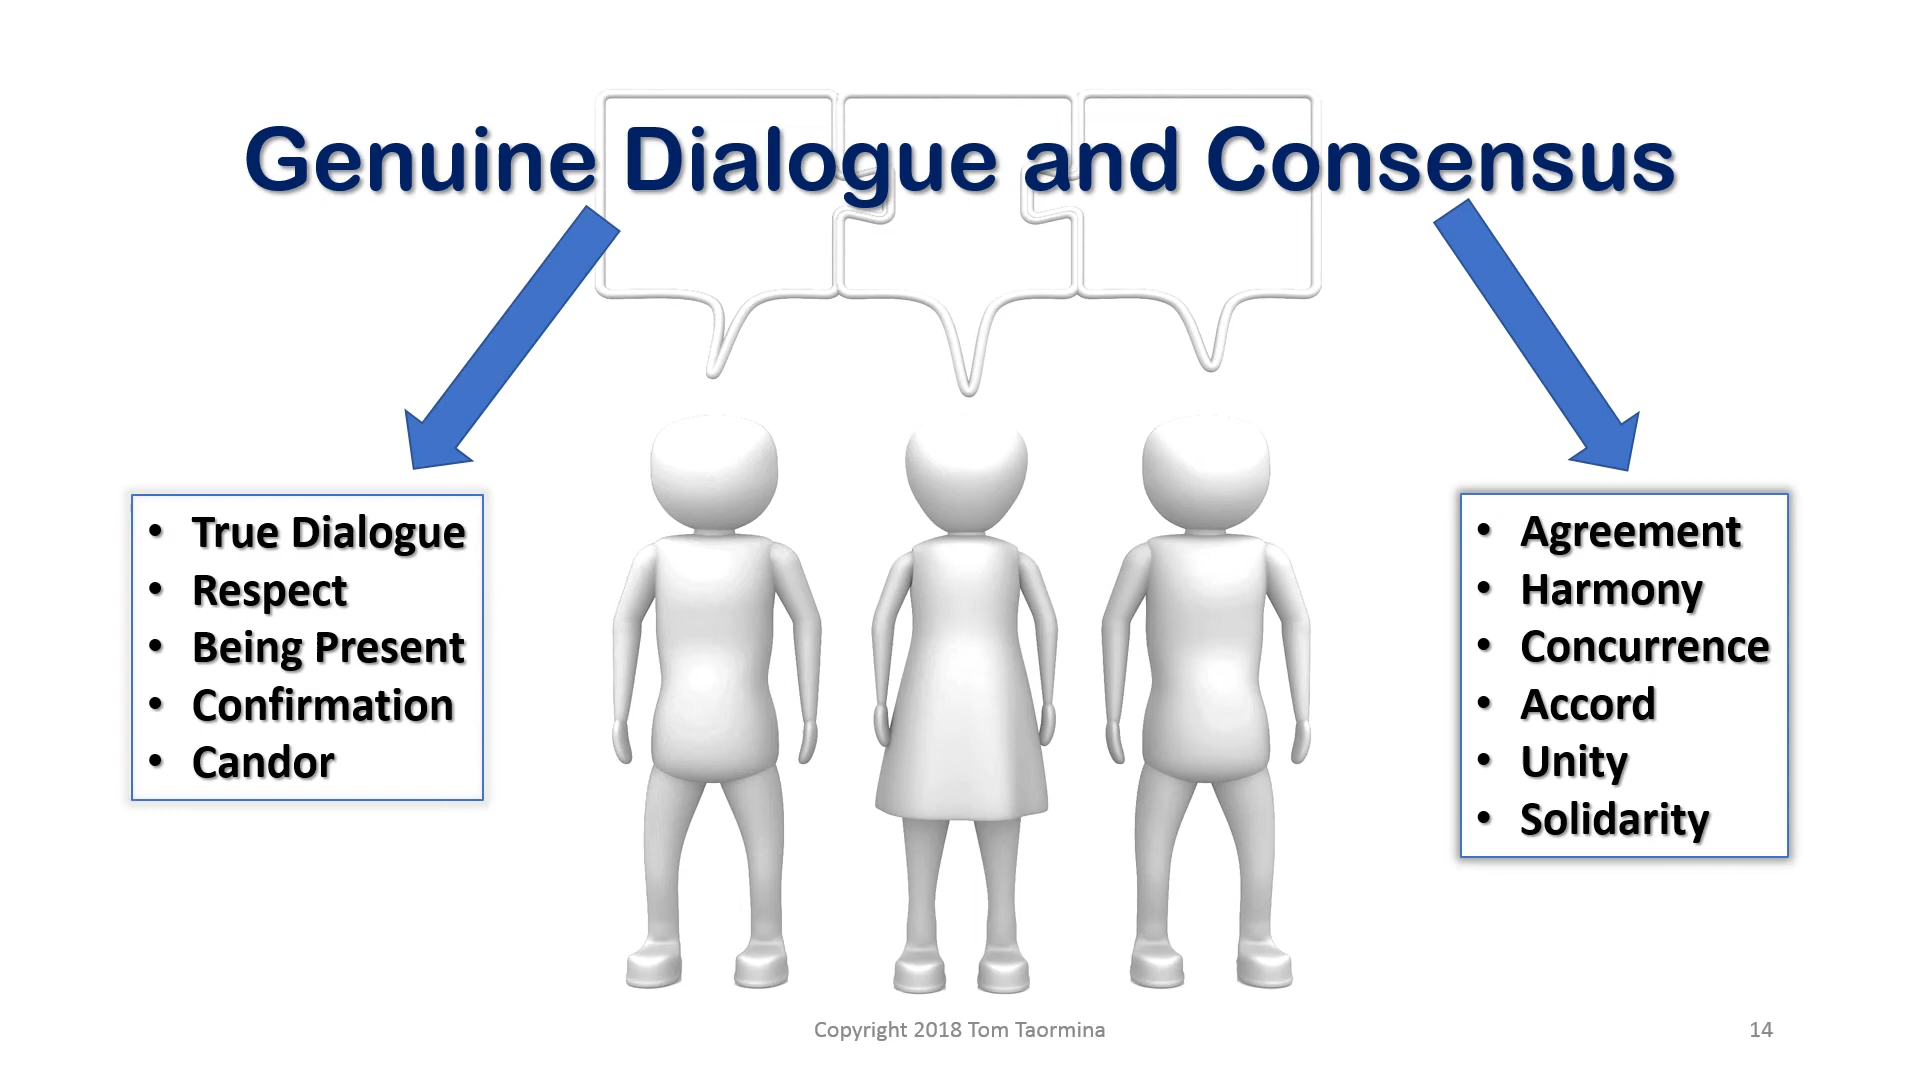 Genuine Dialogue and Consensus
• True Dialogue
• Respect
• Being Present
• Confirmation
• Candor
• Agreement
• Harmony
• Concurrence
• Accord
• Unity
• Solidarity
Copyright 2018 Tom Taormina
14